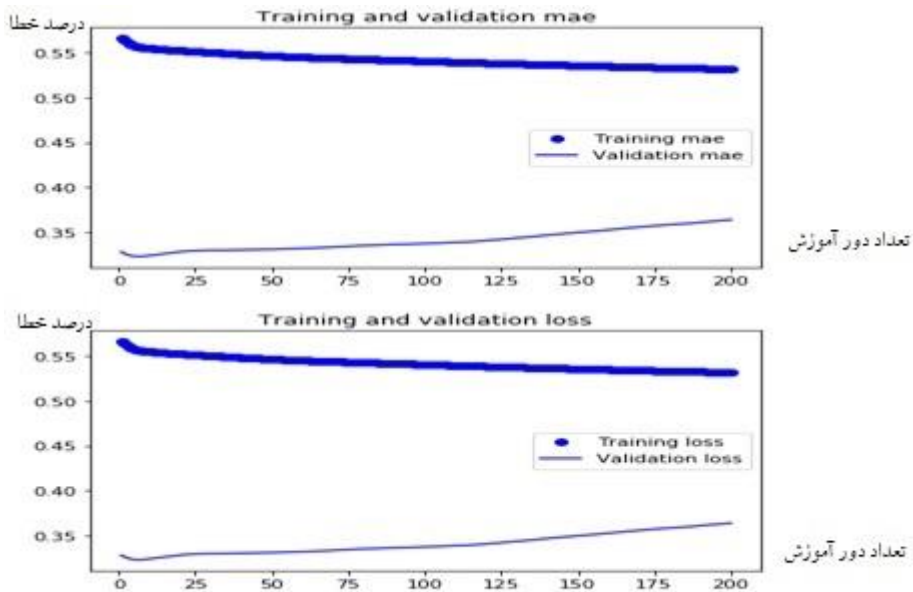 درصد خطا
Training and validation mae
0.55
0.50
0.45
0.40
0.35
Training mae
Validation mae
تعداد دور آموزش
0 25 50 75 100 125 150 175 200
درصد خطا
Training and validation loss
0.55
0.50
0.45
0.40
0.35
Training loss
Validation loss
تعداد دور آموزش
0 25 50 75 100 125 150 175 200